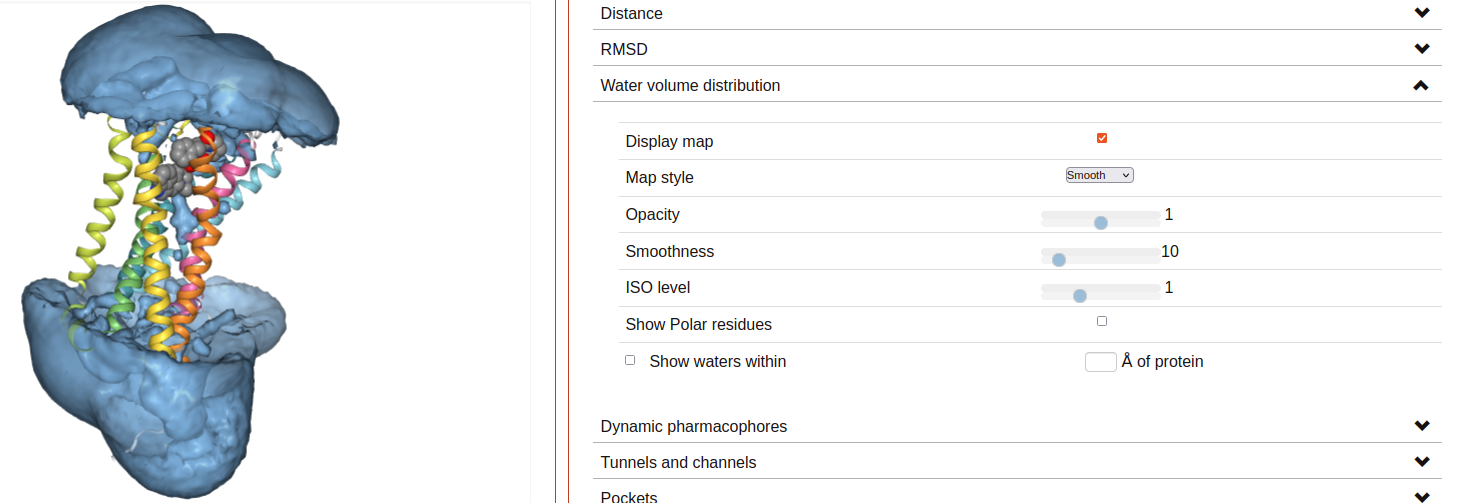 Distance
RMSD
Water volume distribution
Display map
Map style Smooth
Opacity 1
Smoothness 10
ISO level 1
Show Polar residues
Show waters within Å of protein
Dynamic pharmacophores
Tunnels and channels
Pockets